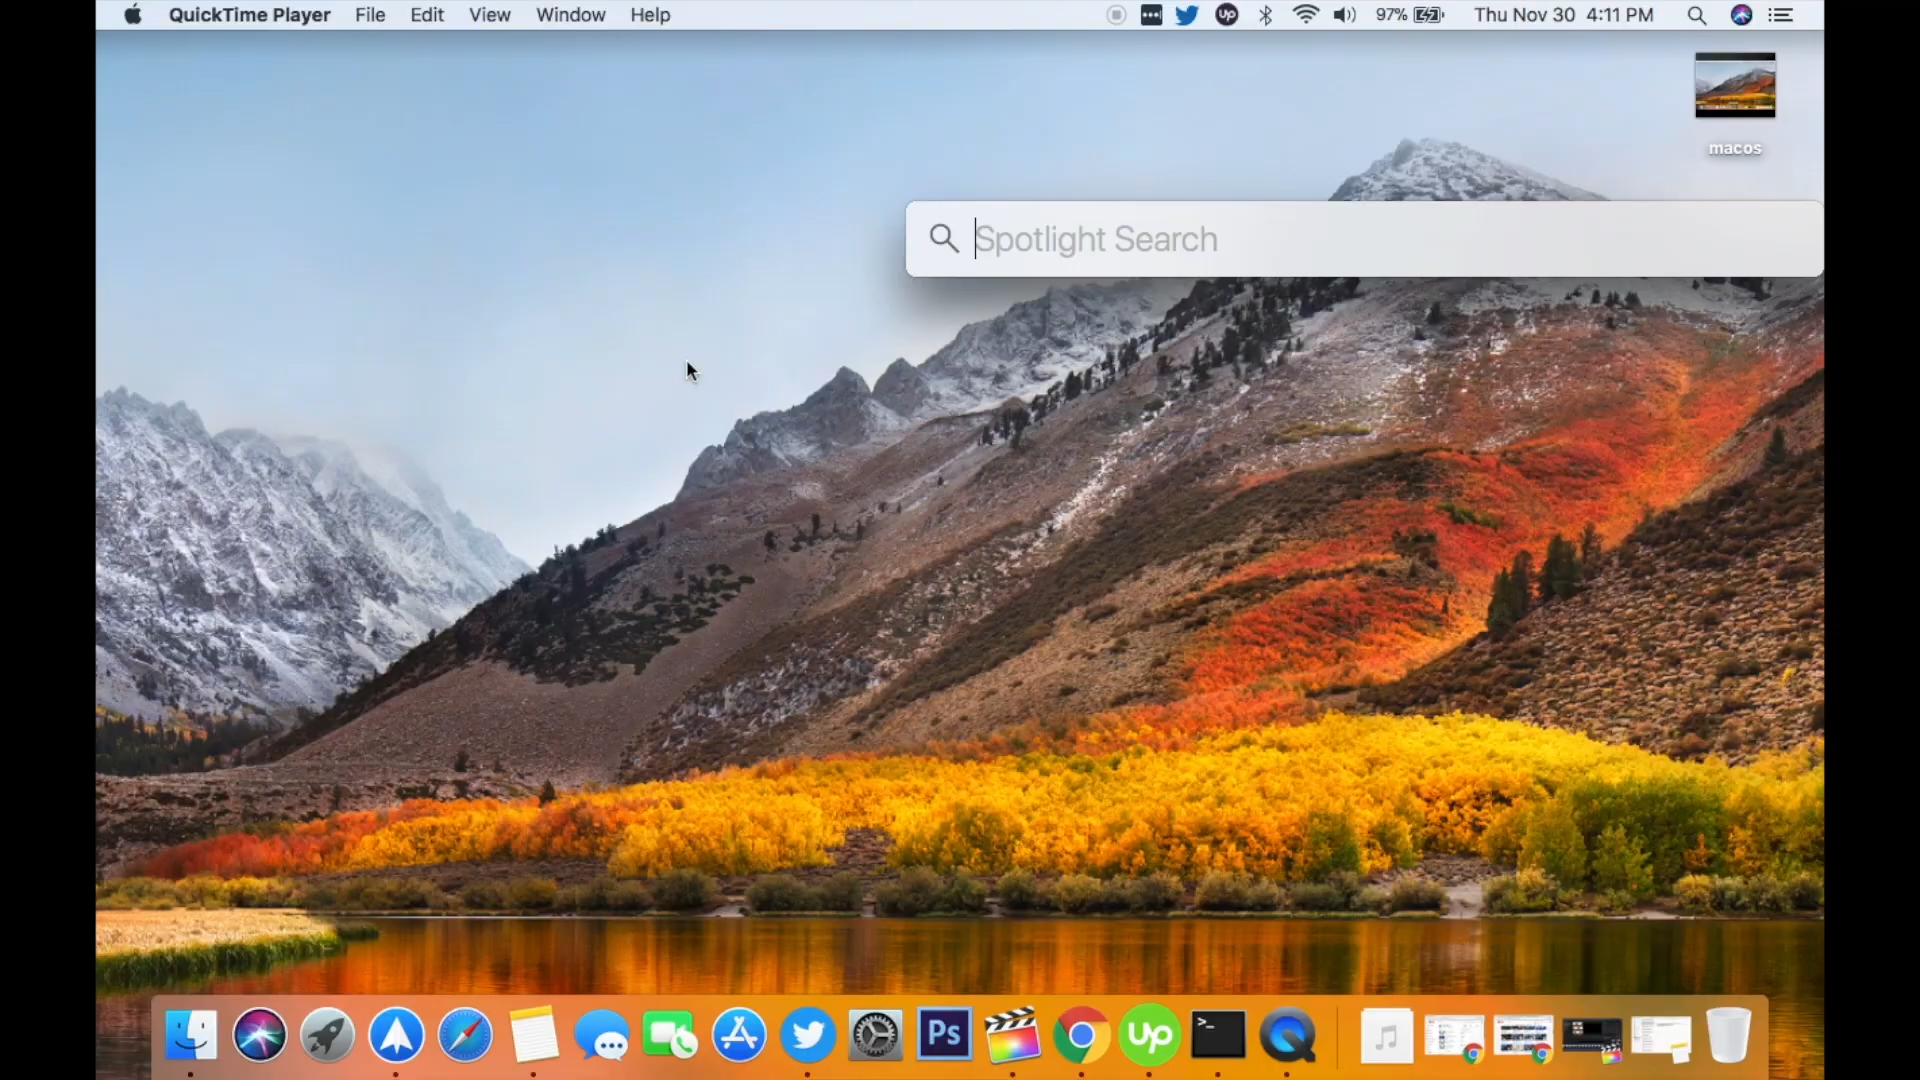 QuickTime Player File Edit View Window Help Up 97% Thu Nov 30 4:11 PM
macos
Spotlight Search
>_ Ps Up